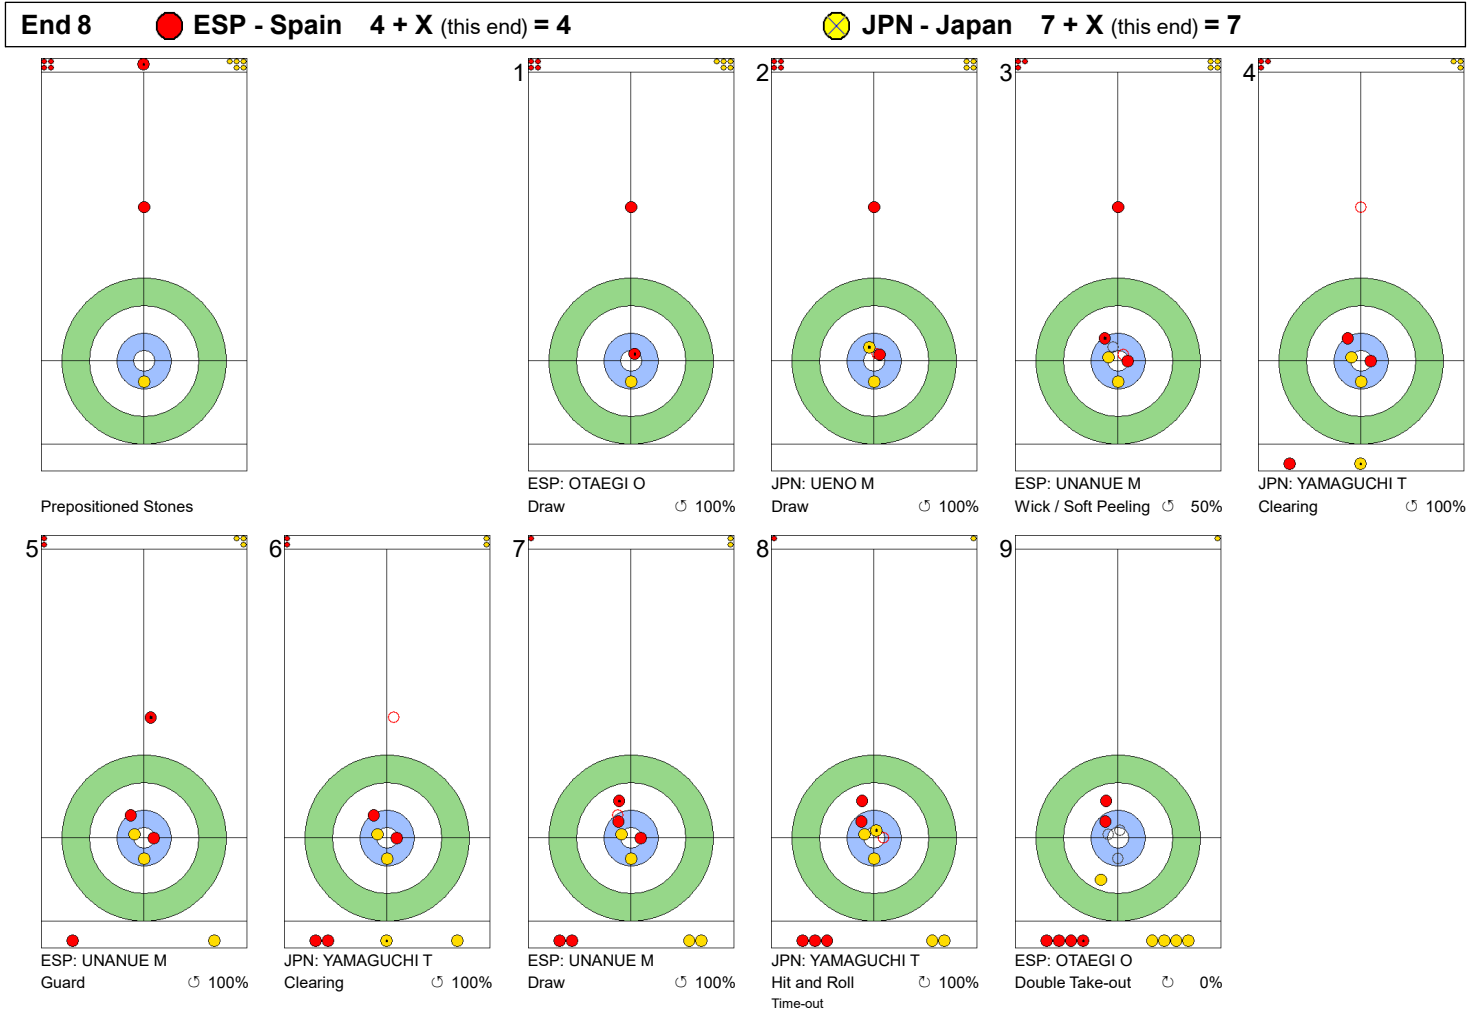 End 8 ESP - Spain 4 + X (this end) = 4 JPN - Japan 7 + X (this end) = 7
1 2 3 4
Prepositioned Stones
ESP: OTAEGI O
Draw 100%
JPN: UENO M
Draw 100%
ESP: UNANUE M
Wick / Soft Peeling 50%
JPN: YAMAGUCHI T
Clearing 100%
5 6 7 8 9
ESP: UNANUE M
Guard 100%
JPN: YAMAGUCHI T
Clearing 100%
ESP: UNANUE M
Draw 100%
JPN: YAMAGUCHI T
Hit and Roll 100%
Time-out
ESP: OTAEGI O
Double Take-out 0%